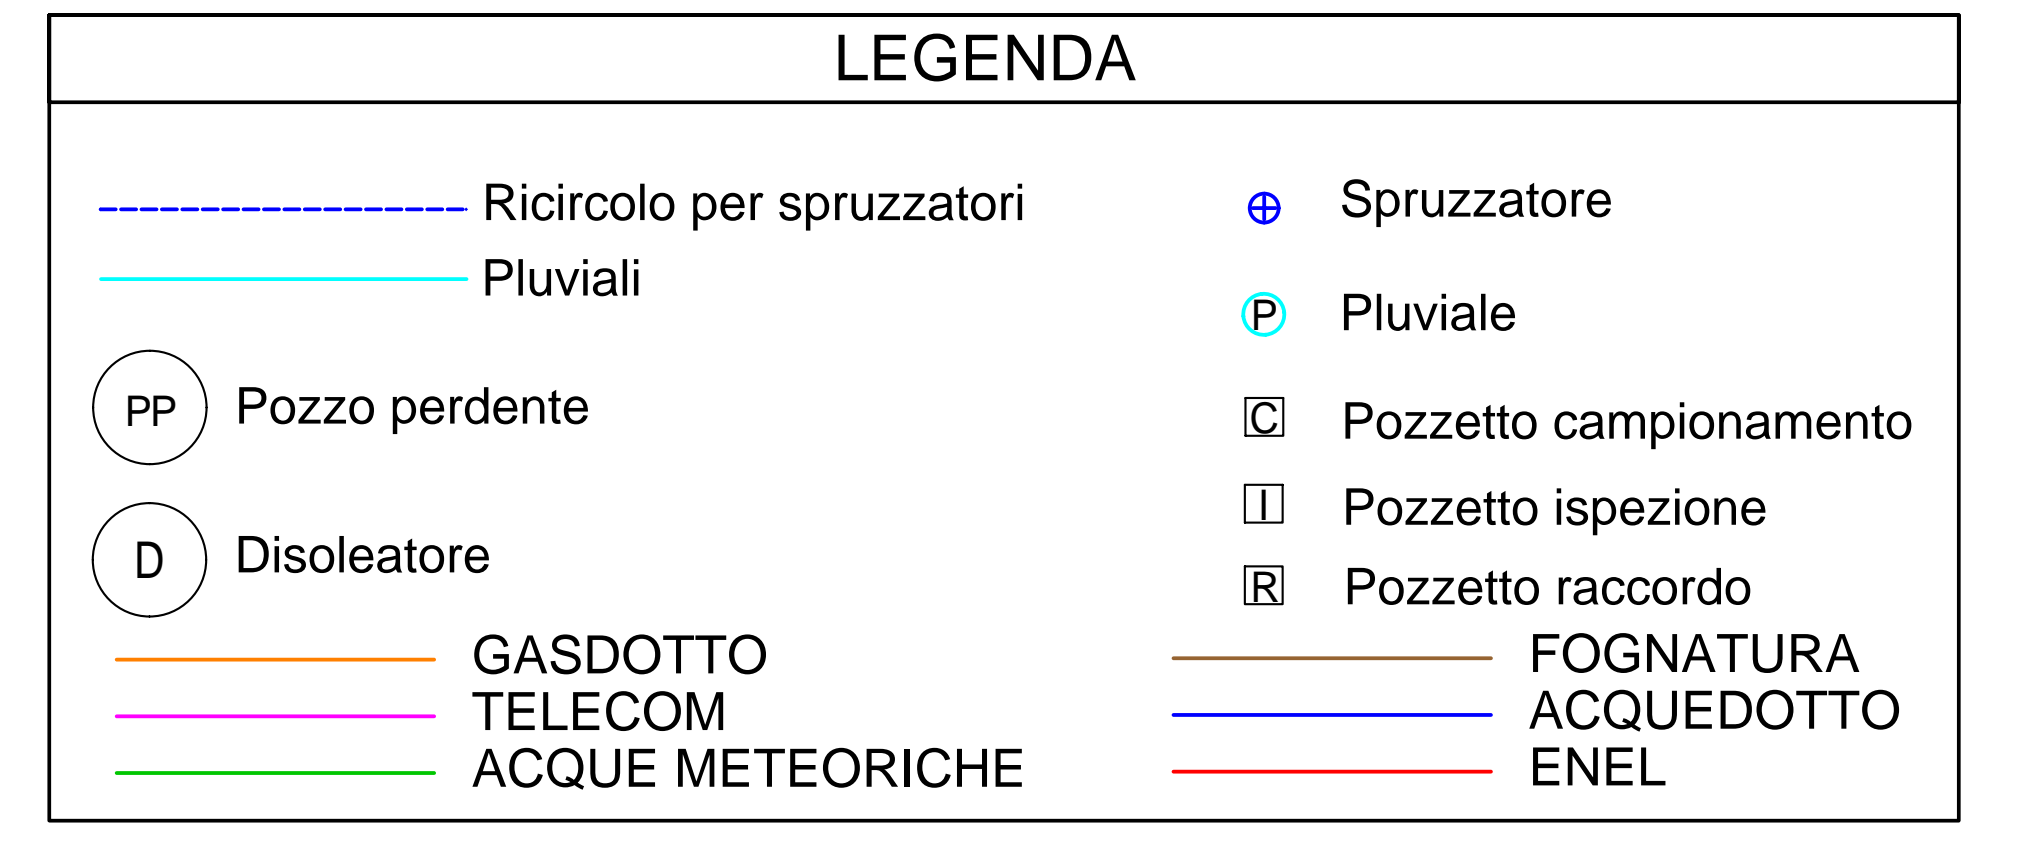 LEGENDA
Ricircolo per spruzzatori
Pluviali
PP Pozzo perdente
D Disoleatore
Spruzzatore
P Pluviale
C Pozzetto campionamento
I Pozzetto ispezione
R Pozzetto raccordo
GASDOTTO
TELECOM
ACQUE METEORICHE
FOGNATURA
ACQUEDOTTO
ENEL